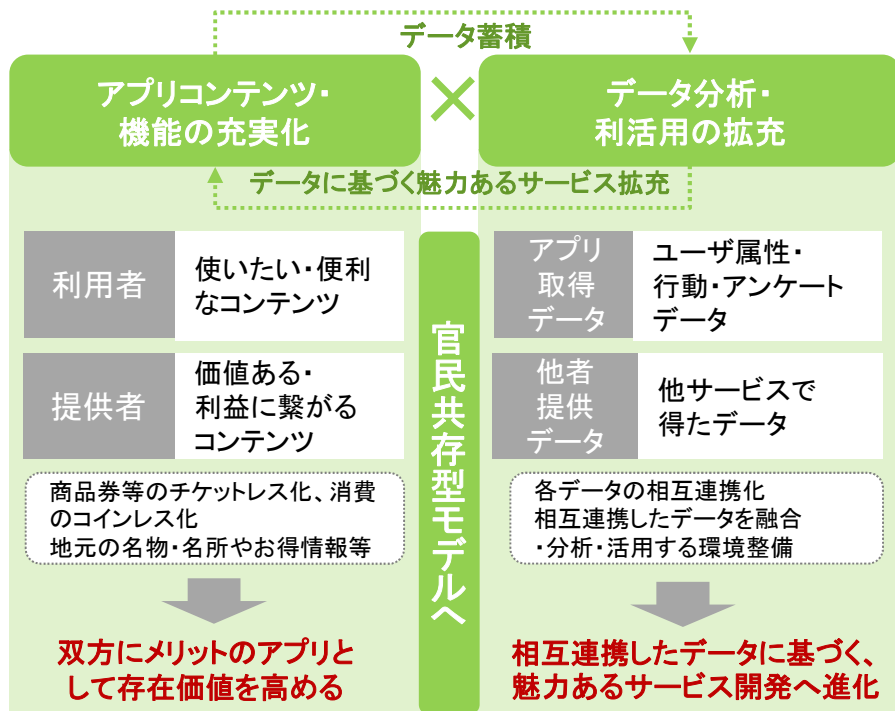 データ蓄積
アプリコンテンツ・
機能の充実化
×
データ分析・
利活用の拡充
データに基づく魅力あるサービス拡充
利用者
使いたい・便利
なコンテンツ
提供者
価値ある・
利益に繋がる
コンテンツ
商品券等のチケットレス化、消費
のコインレス化
地元の名物・名所やお得情報等
双方にメリットのアプリと
して存在価値を高める
官民共存型モデルへ
アプリ
取得
データ
ユーザ属性・
行動・アンケート
データ
他者
提供
データ
他サービスで
得たデータ
各データの相互連携化
相互連携したデータを融合
・分析・活用する環境整備
相互連携したデータに基づく、
魅力あるサービス開発へ進化